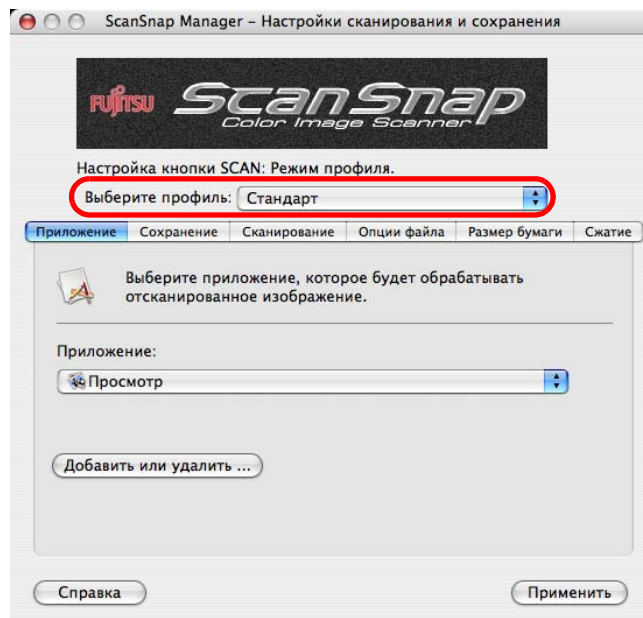 ScanSnap Manager – Настройки сканирования и сохранения
FUJITSU ScanSnap
Color Image Scanner
Настройка кнопки SCAN: Режим профиля.
Выберите профиль: Стандарт
Приложение Сохранение Сканирование Опции файла Размер бумаги Сжатие
Выберите приложение, которое будет обрабатывать
отсканированное изображение.
Приложение:
Просмотр
Добавить или удалить ...
Справка Применить